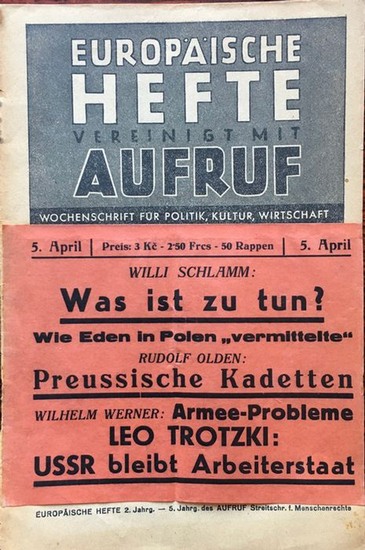 EUROPÄISCHE
HEFTE
VEREINIGT MIT
AUFRUF
WOCHENSCHRIFT FÜR POLITIK, KULTUR, WIRTSCHAFT
5. April | Preis: 3 Kč - 2·50 Frcs - 50 Rappen | 5. April
WILLI SCHLAMM:
Was ist zu tun?
Wie Eden in Polen „vermittelte“
RUDOLF OLDEN:
Preussische Kadetten
WILHELM WERNER: Armee-Probleme
LEO TROTZKI:
USSR bleibt Arbeiterstaat
EUROPÄISCHE HEFTE 2. Jahrg. — 5. Jahrg. des AUFRUF Streitschr. f. Menschenrechte